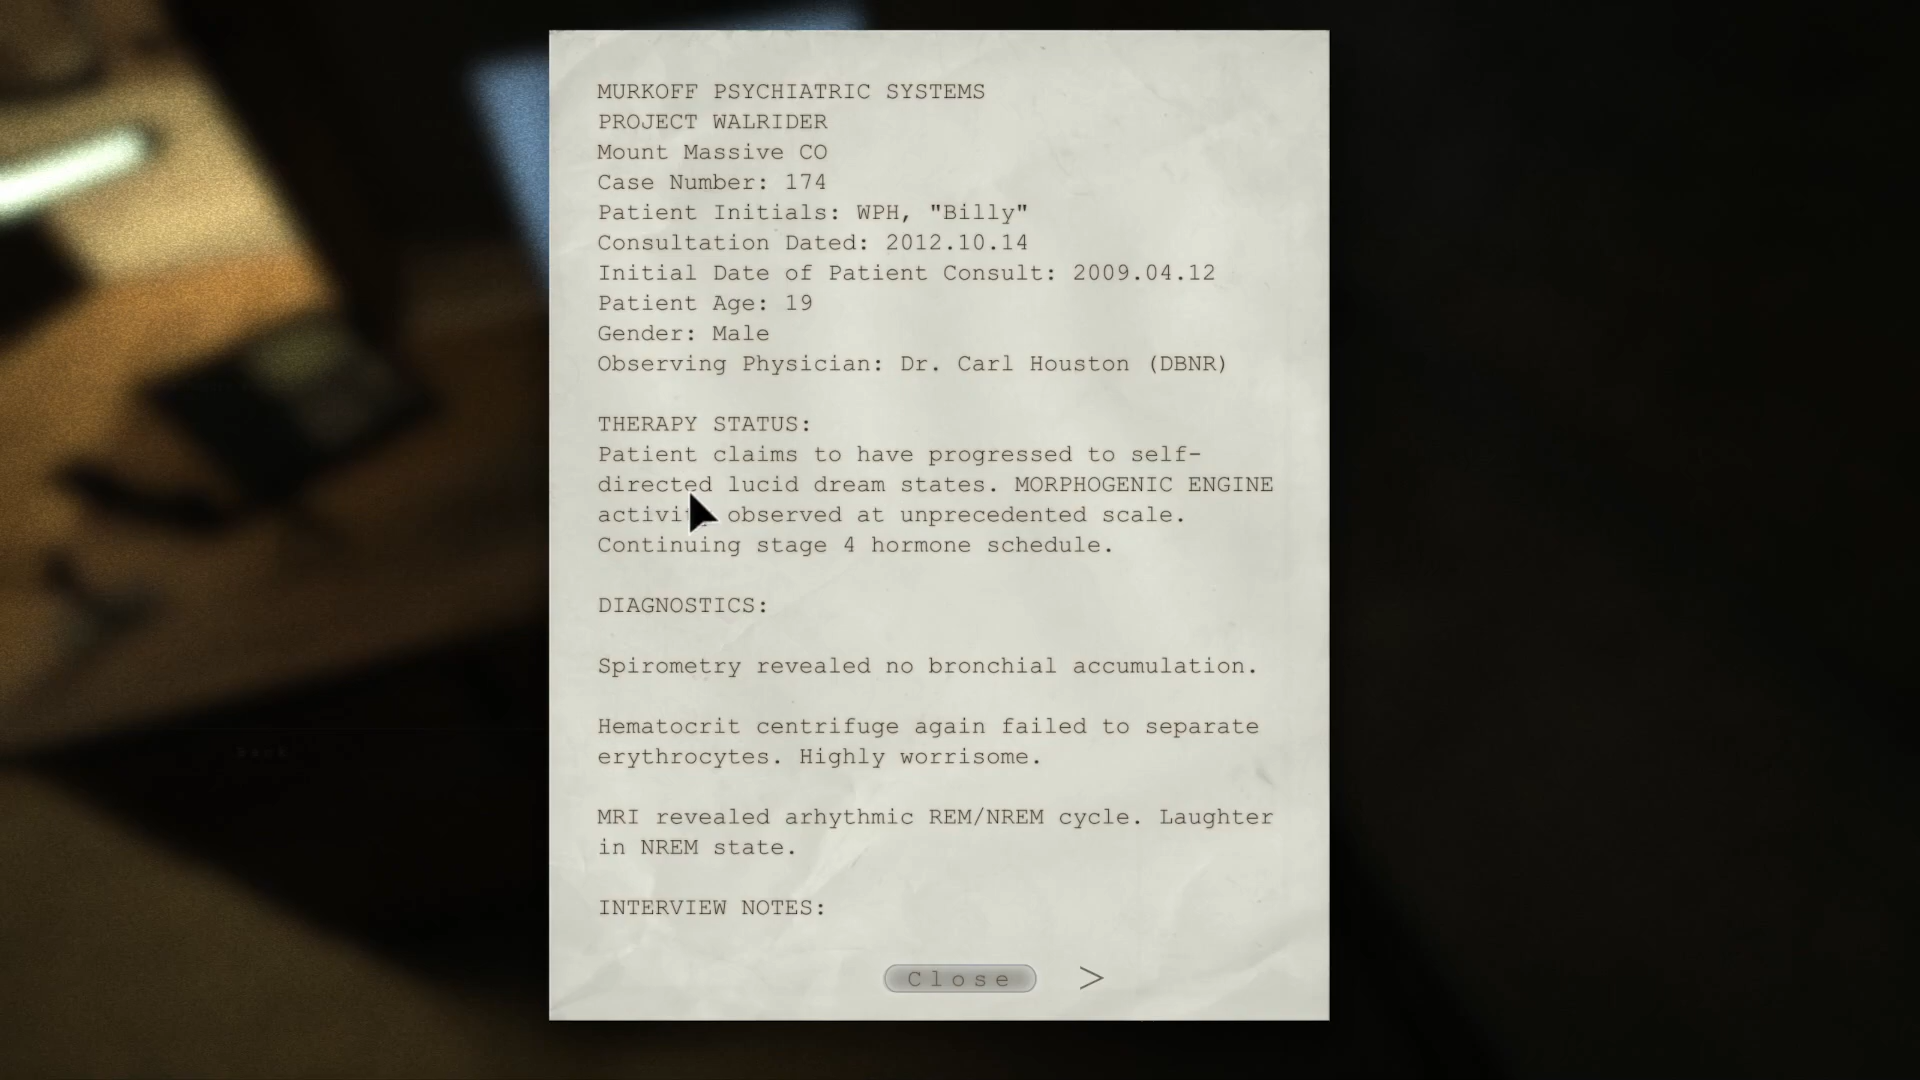 MURKOFF PSYCHIATRIC SYSTEMS
PROJECT WALRIDER
Mount Massive CO
Case Number: 174
Patient Initials: WPH, "Billy"
Consultation Dated: 2012.10.14
Initial Date of Patient Consult: 2009.04.12
Patient Age: 19
Gender: Male
Observing Physician: Dr. Carl Houston (DBNR)
THERAPY STATUS:
Patient claims to have progressed to self-
directed lucid dream states. MORPHOGENIC ENGINE
observed at unprecedented scale.
Continuing stage 4 hormone schedule.
DIAGNOSTICS:
Spirometry revealed no bronchial accumulation.
Hematocrit centrifuge again failed to separate
erythrocytes. Highly worrisome.
MRI revealed arhythmic REM/NREM cycle. Laughter
in NREM state.
INTERVIEW NOTES:
Close >